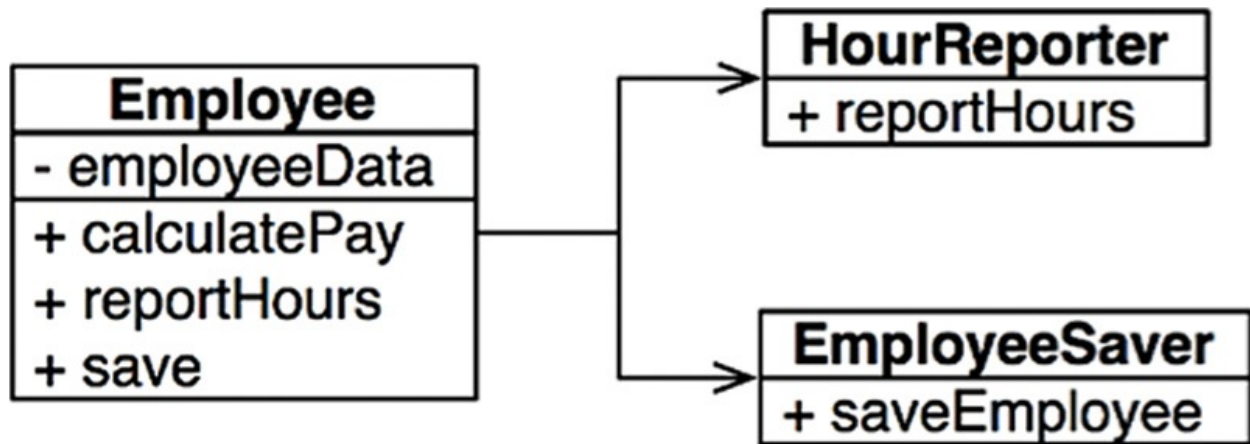 Employee
- employeeData
+ calculatePay
+ reportHours
+ save
HourReporter
+ reportHours
EmployeeSaver
+ saveEmployee